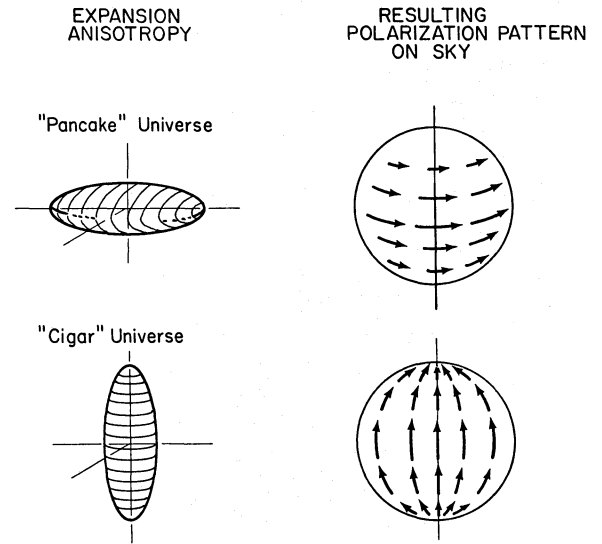 EXPANSION
ANISOTROPY
RESULTING
POLARIZATION PATTERN
ON SKY
"Pancake" Universe
"Cigar" Universe